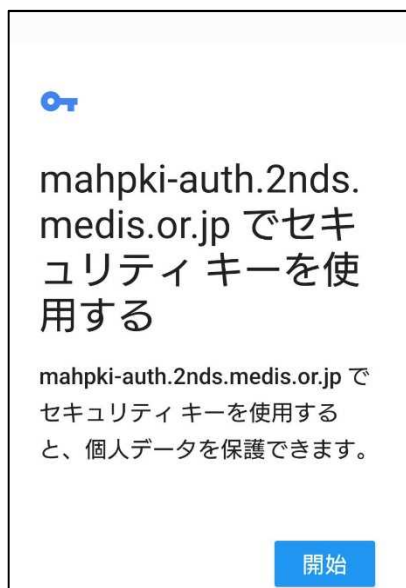 mahpki-auth.2nds.
medis.or.jp でセキ
ュリティ キーを使
用する
mahpki-auth.2nds.medis.or.jp で
セキュリティ キーを使用する
と、個人データを保護できます。
開始